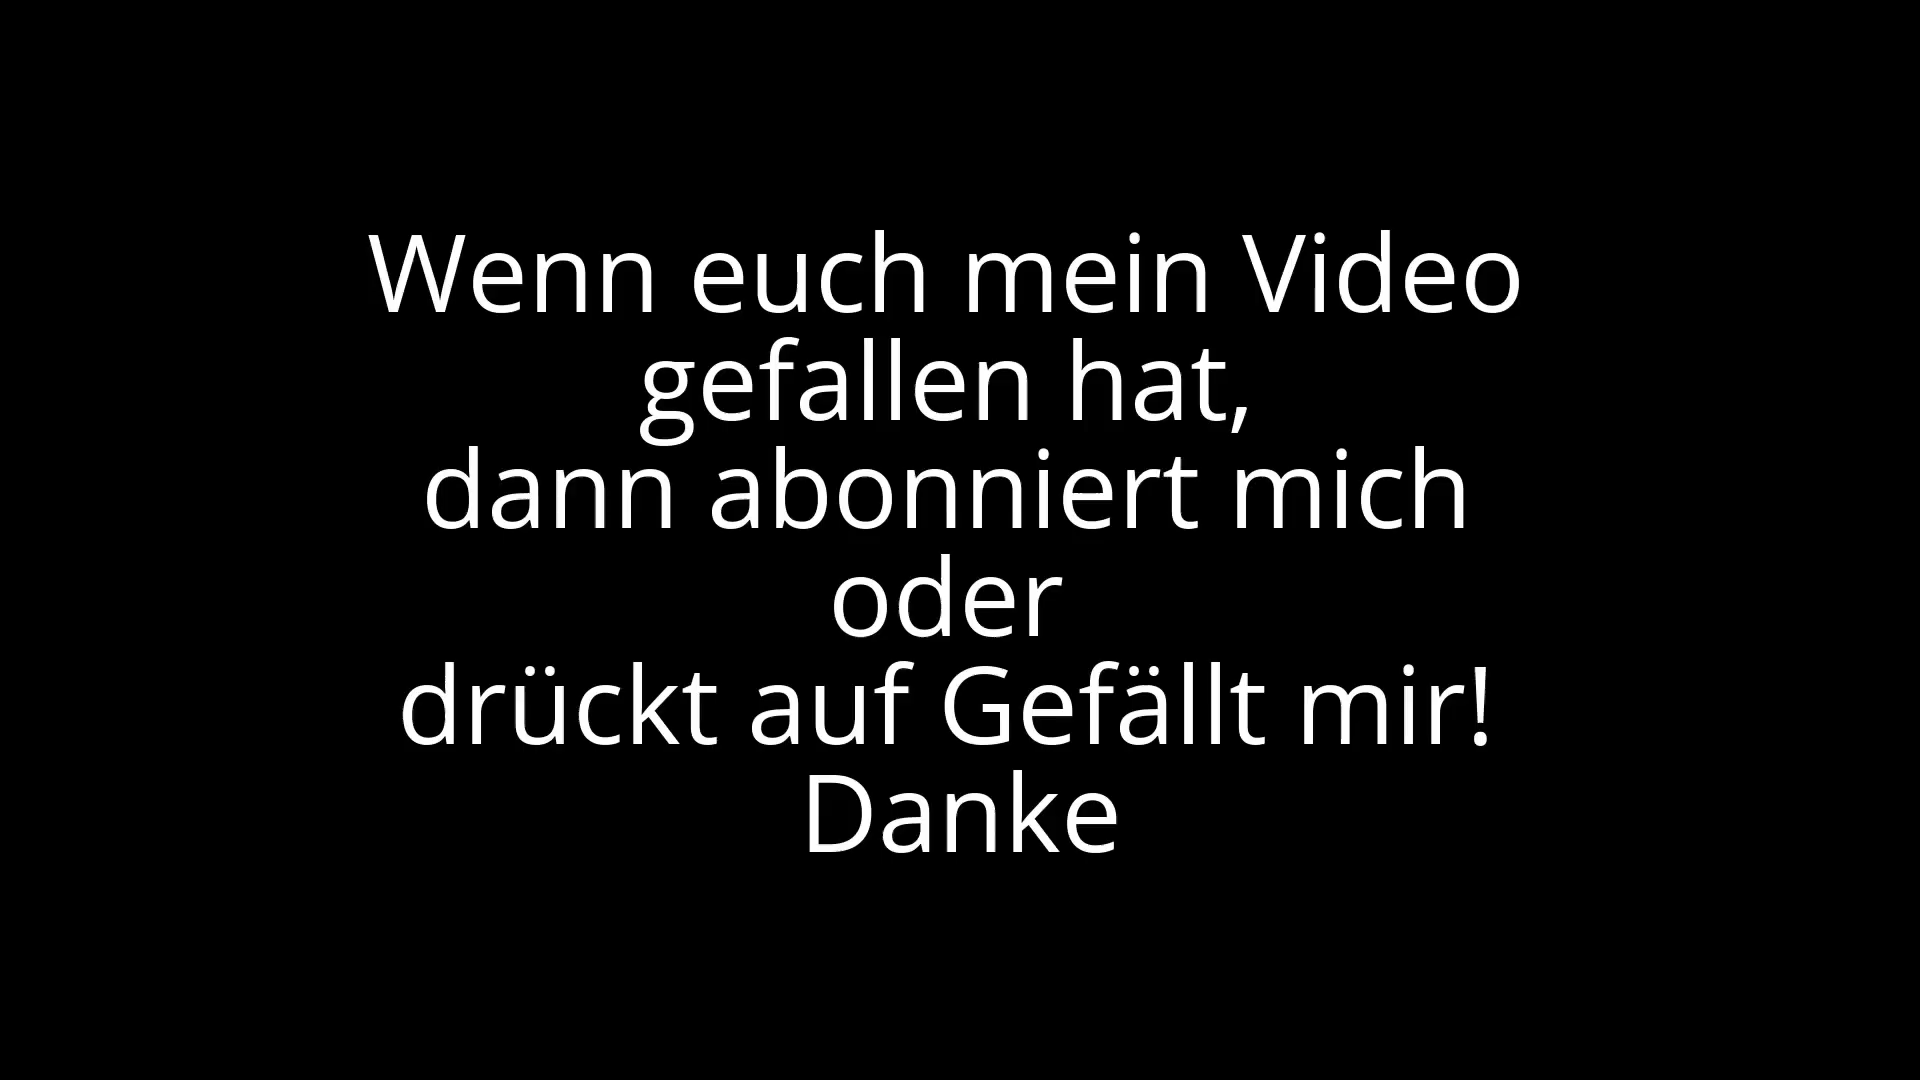 Wenn euch mein Video
gefallen hat,
dann abonniert mich
oder
drückt auf Gefällt mir!
Danke